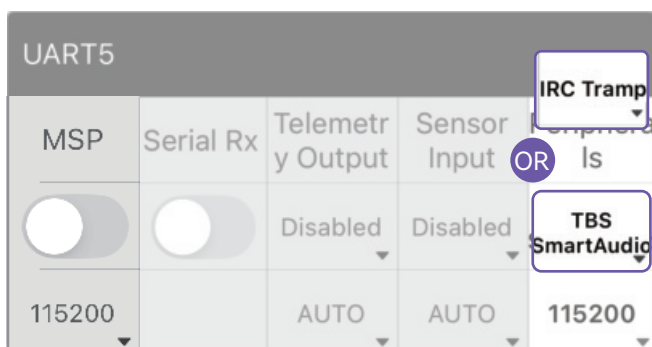 UART5
IRC Tramp
MSP
Serial Rx
Telemetr
y Output
Sensor
Input
OR
ls
Disabled
Disabled
TBS
SmartAudio
115200
AUTO
AUTO
115200